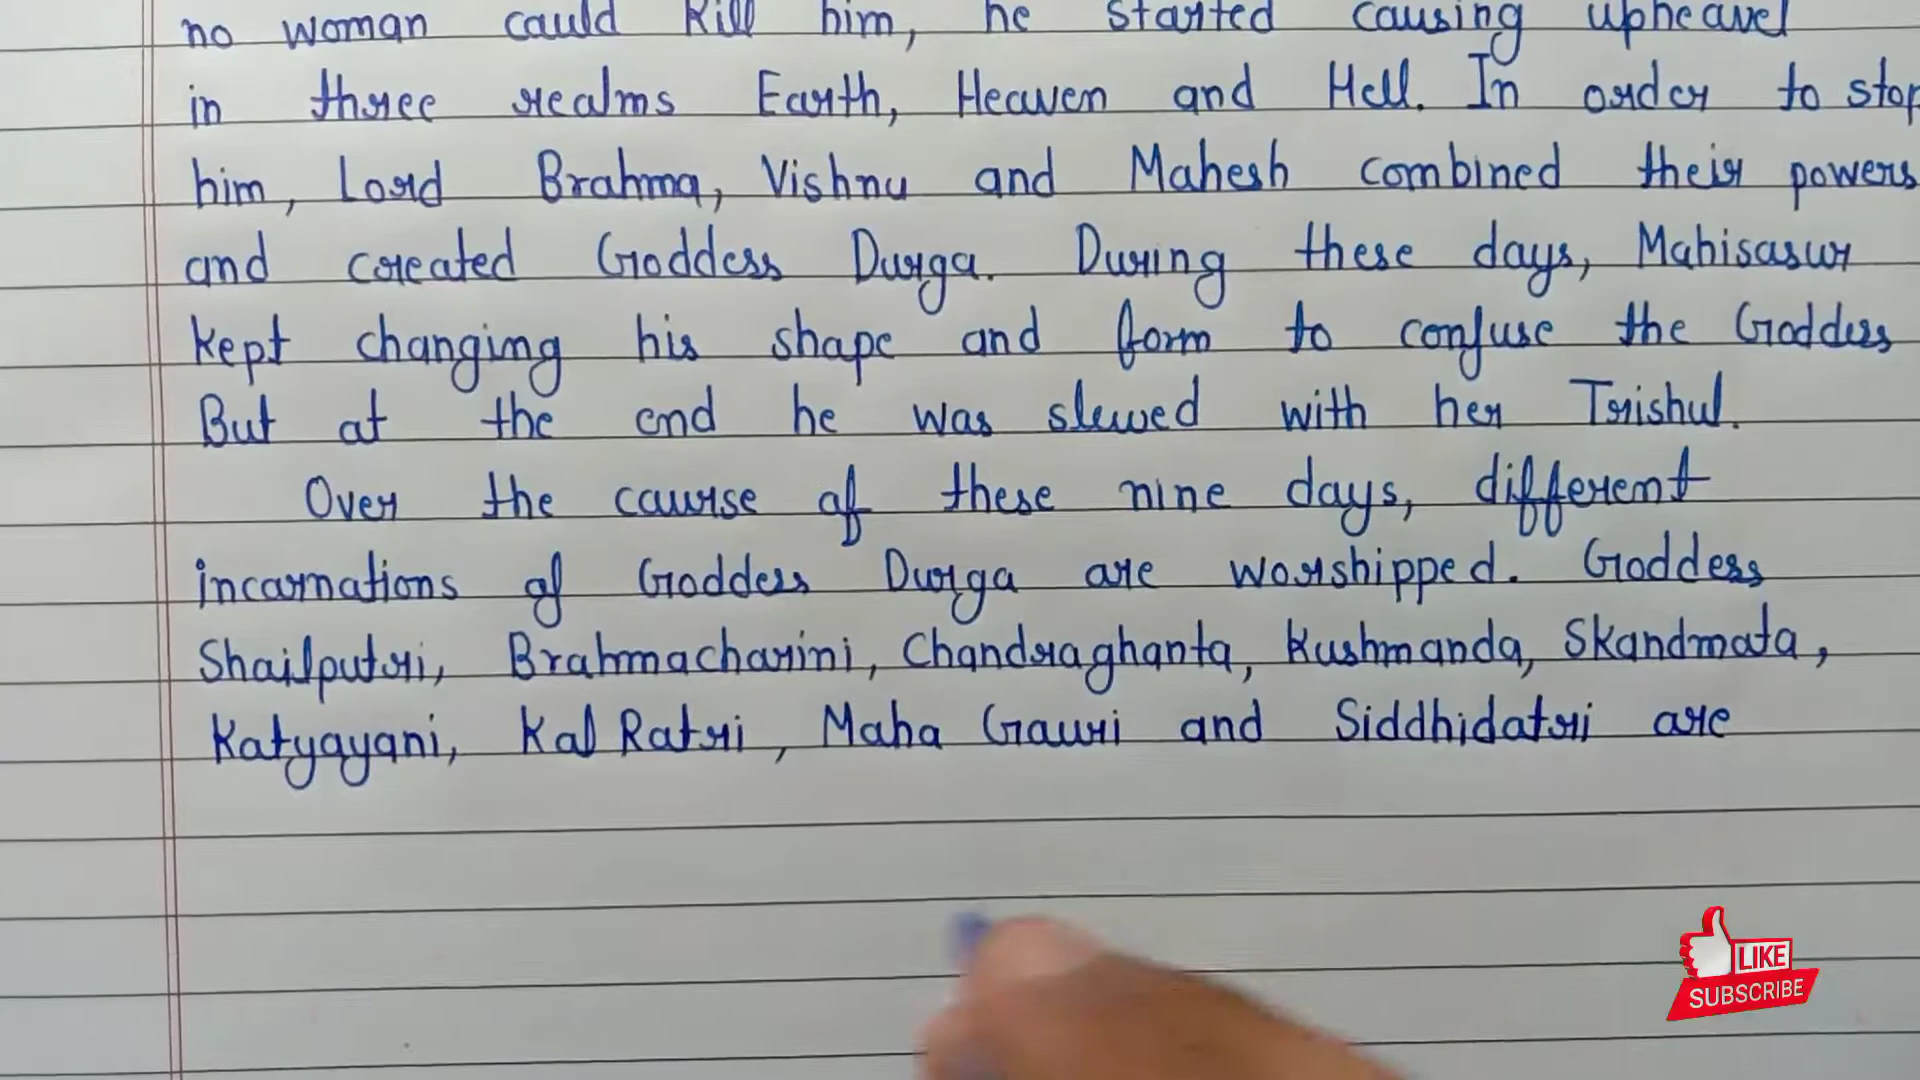 no woman could kill him, he started causing upheavel
in three realms Earth, Heaven and Hell. In order to stop
him, Lord Brahma, Vishnu and Mahesh combined their powers
and created Goddess Durga. During these days, Mahisasur
kept changing his shape and form to confuse the Goddess
But at the end he was slewed with her Trishul.
Over the course of these nine days, different
incarnations of Goddess Durga are worshipped. Goddess
Shailputri, Brahmacharini, Chandraghanta, Kushmanda, Skandmata,
Katyayani, Kal Ratri, Maha Gauri and Siddhidatri are
LIKE
SUBSCRIBE